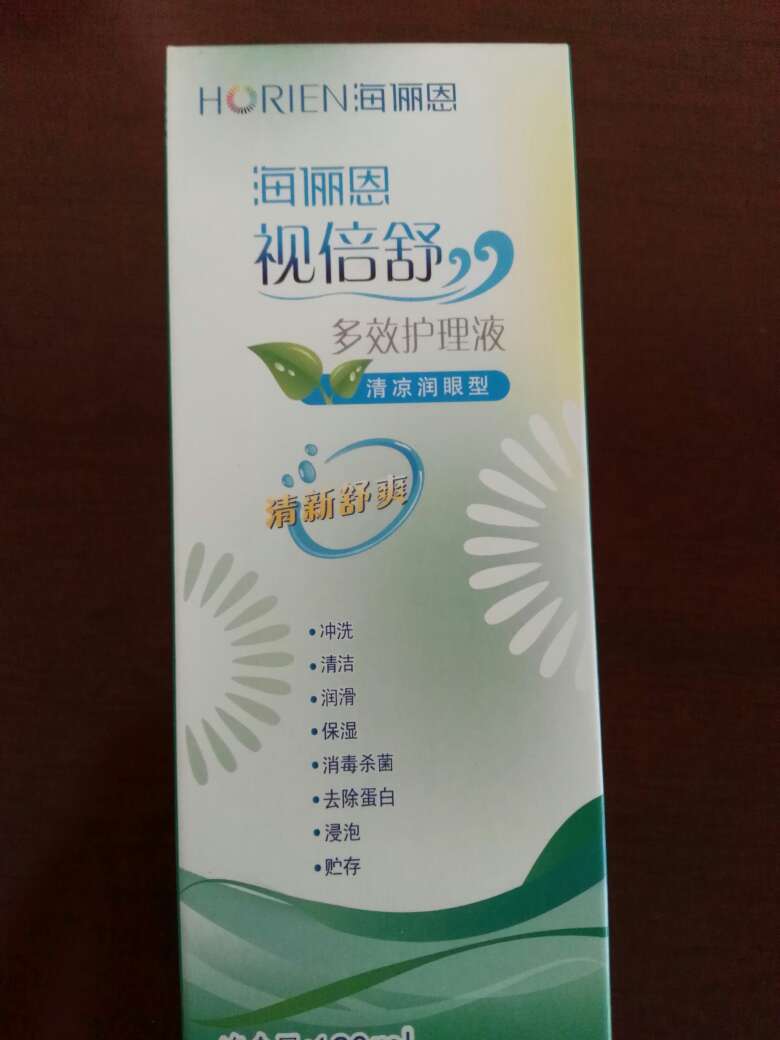 HORIEN海俪恩
海俪恩
视倍舒
多效护理液
清凉润眼型
清新舒爽
•冲洗
•清洁
•润滑
•保湿
•消毒杀菌
•去除蛋白
•浸泡
•贮存